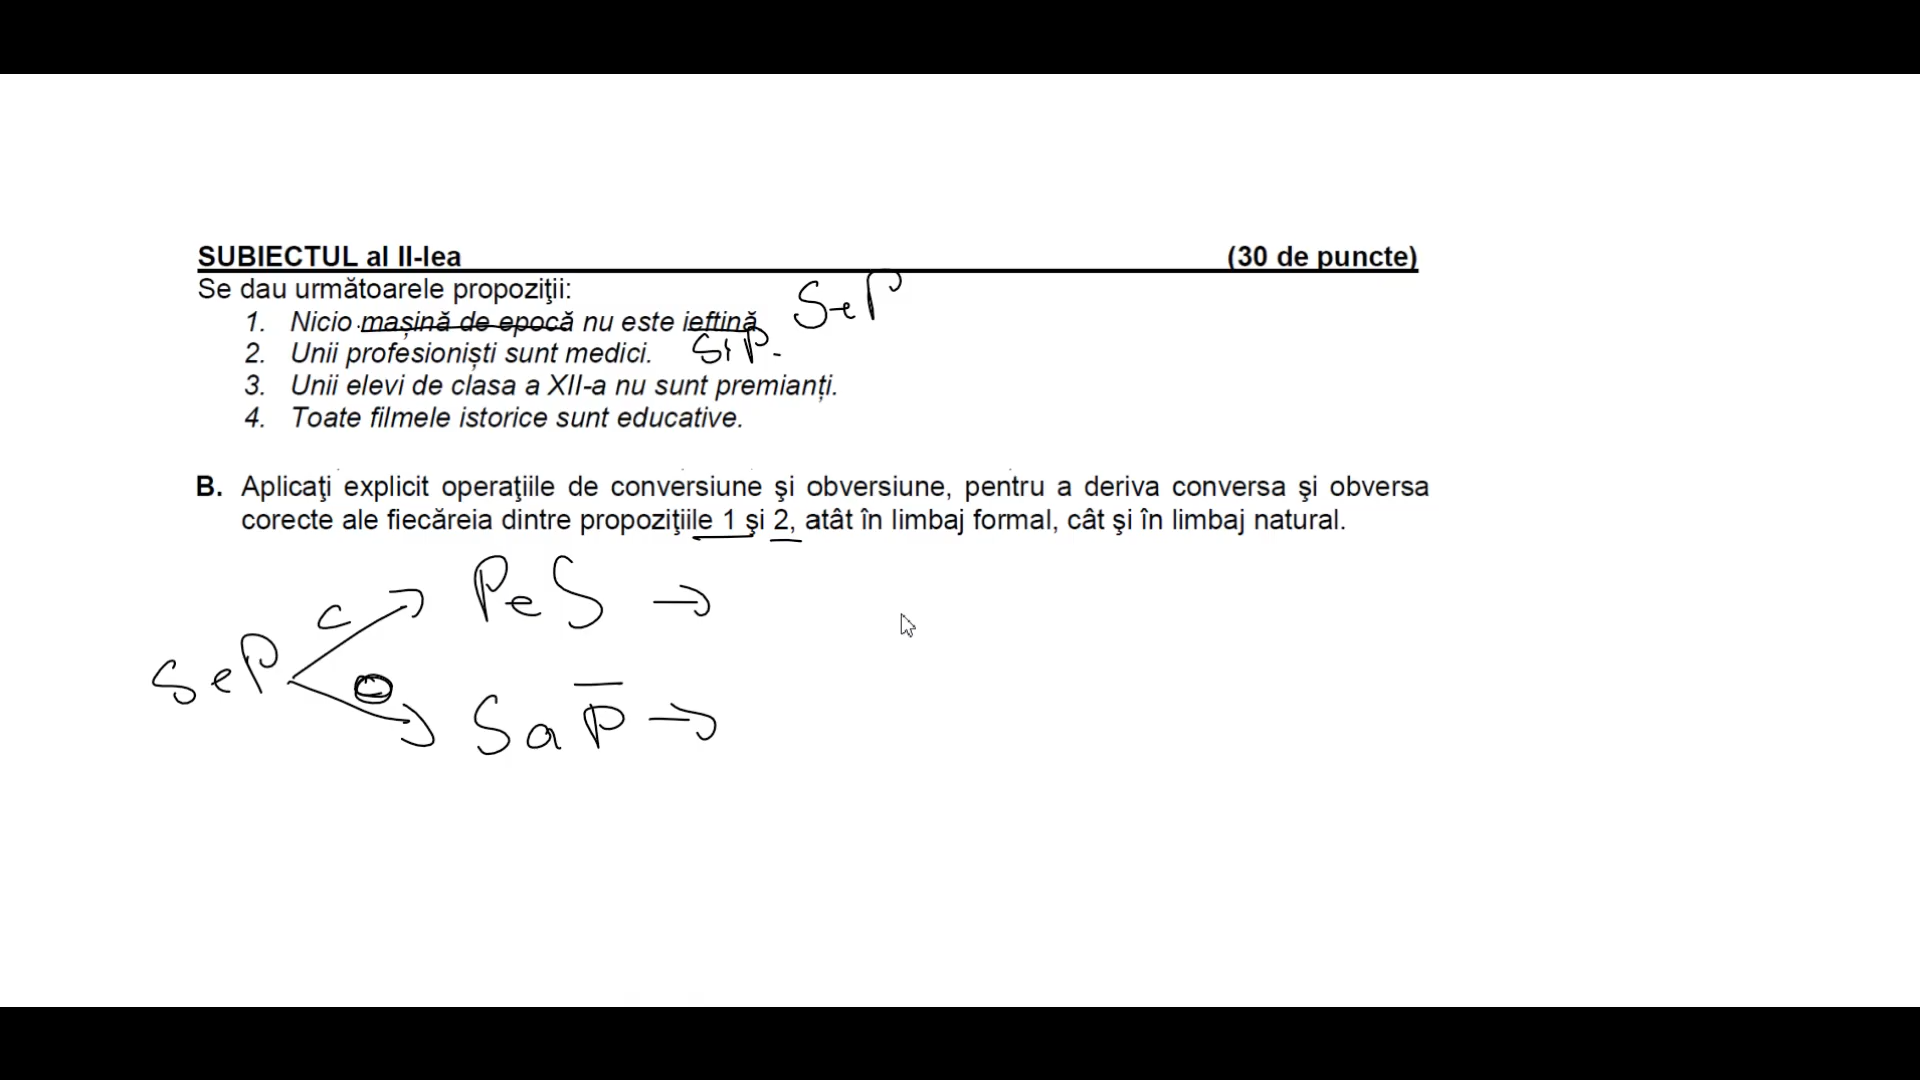 SUBIECTUL al II-lea (30 de puncte)
Se dau următoarele propoziţii: SeP
1. Nicio mașină de epocă nu este ieftină
2. Unii profesioniști sunt medici. SiP.
3. Unii elevi de clasa a XII-a nu sunt premianți.
4. Toate filmele istorice sunt educative.
B. Aplicaţi explicit operaţiile de conversiune şi obversiune, pentru a deriva conversa şi obversa
corecte ale fiecăreia dintre propoziţiile 1 şi 2, atât în limbaj formal, cât şi în limbaj natural.
c PeS →
SeP
o SaP̅ →